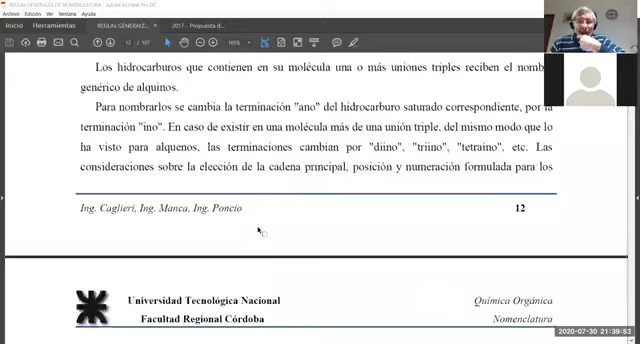 REGLAS GENERALES DE NOMENCLATURA - Adobe Acrobat Pro DC
Archivo Edición Ver Ventana Ayuda
Inicio Herramientas REGLAS GENERALES... × 2017 - Propuesta d...
12 / 107 165%
Los hidrocarburos que contienen en su molécula una o más uniones triples reciben el
genérico de alquinos.
Para nombrarlos se cambia la terminación "ano" del hidrocarburo saturado correspondiente, por la
terminación "ino". En caso de existir en una molécula más de una unión triple, del mismo modo que lo
ha visto para alquenos, las terminaciones cambian por "diino", "triino", "tetraino", etc. Las
consideraciones sobre la elección de la cadena principal, posición y numeración formulada para los
Ing. Caglieri, Ing. Manca, Ing. Poncio 12
Universidad Tecnológica Nacional Química Orgánica
Facultad Regional Córdoba Nomenclatura
2020-07-30 21:39:52